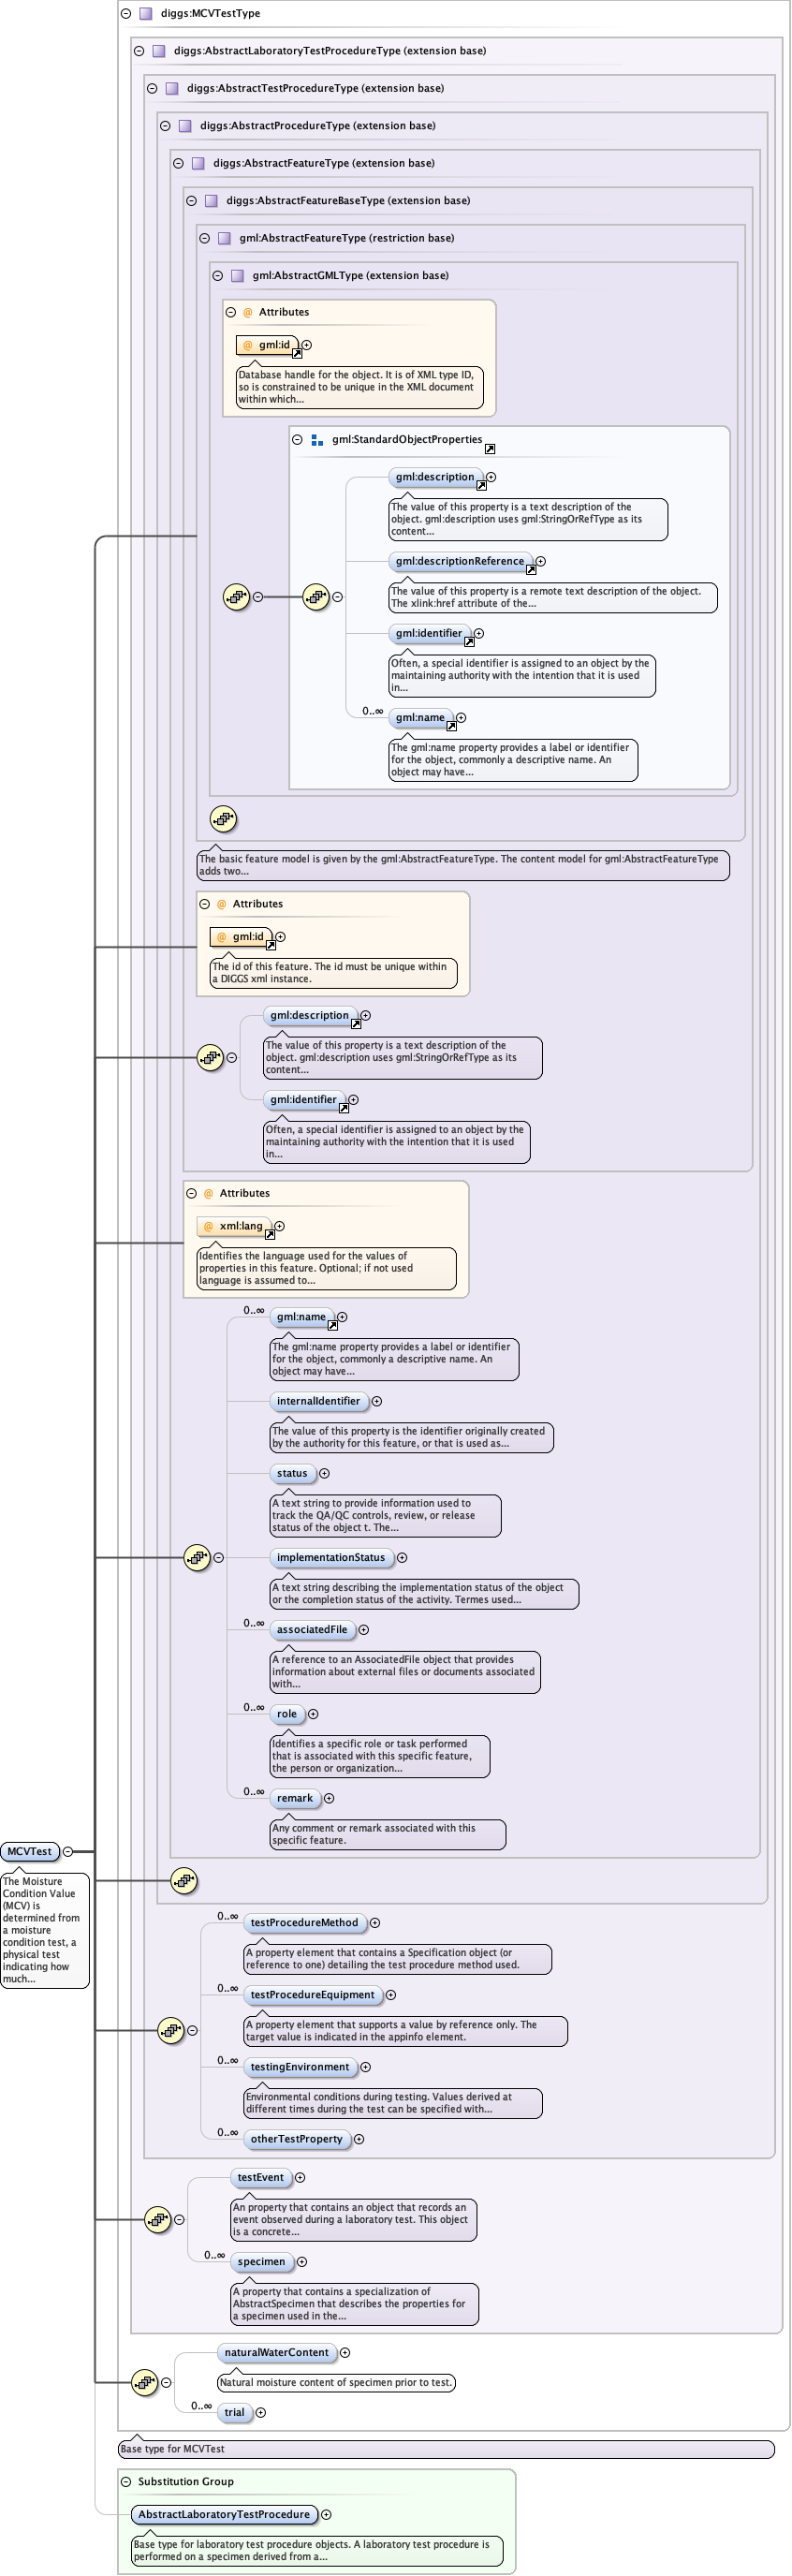 diggs:MCVTestType
diggs:AbstractLaboratoryTestProcedureType (extension base)
diggs:AbstractTestProcedureType (extension base)
diggs:AbstractProcedureType (extension base)
diggs:AbstractFeatureType (extension base)
diggs:AbstractFeatureBaseType (extension base)
gml:AbstractFeatureType (restriction base)
gml:AbstractGMLType (extension base)
@ Attributes
@ gml:id
Database handle for the object. It is of XML type ID,
so is constrained to be unique in the XML document
within which...
gml:StandardObjectProperties
gml:description
The value of this property is a text description of the
object. gml:description uses gml:StringOrRefType as its
content...
gml:descriptionReference
The value of this property is a remote text description of the object.
The xlink:href attribute of the...
gml:identifier
Often, a special identifier is assigned to an object by the
maintaining authority with the intention that it is used
in...
0..∞
gml:name
The gml:name property provides a label or identifier
for the object, commonly a descriptive name. An
object may have...
The basic feature model is given by the gml:AbstractFeatureType. The content model for gml:AbstractFeatureType
adds two...
@ Attributes
@ gml:id
The id of this feature. The id must be unique within
a DIGGS xml instance.
gml:description
The value of this property is a text description of the
object. gml:description uses gml:StringOrRefType as its
content...
gml:identifier
Often, a special identifier is assigned to an object by the
maintaining authority with the intention that it is used
in...
@ Attributes
@ xml:lang
Identifies the language used for the values of
properties in this feature. Optional; if not used
language is assumed to...
0..∞
gml:name
The gml:name property provides a label or identifier
for the object, commonly a descriptive name. An
object may have...
internalIdentifier
The value of this property is the identifier originally created
by the authority for this feature, or that is used as...
status
A text string to provide information used to
track the QA/QC controls, review, or release
status of the object t. The...
implementationStatus
A text string describing the implementation status of the object
or the completion status of the activity. Termes used...
0..∞
associatedFile
A reference to an AssociatedFile object that provides
information about external files or documents associated
with...
0..∞
role
Identifies a specific role or task performed
that is associated with this specific feature,
the person or organization...
0..∞
remark
Any comment or remark associated with this
specific feature.
MCVTest
The Moisture
Condition Value
(MCV) is
determined from
a moisture
condition test, a
physical test
indicating how
much...
0..∞
testProcedureMethod
A property element that contains a Specification object (or
reference to one) detailing the test procedure method used.
0..∞
testProcedureEquipment
A property element that supports a value by reference only. The
target value is indicated in the appinfo element.
0..∞
testingEnvironment
Environmental conditions during testing. Values derived at
different times during the test can be specified with...
0..∞
otherTestProperty
testEvent
An property that contains an object that records an
event observed during a laboratory test. This object
is a concrete...
0..∞
specimen
A property that contains a specialization of
AbstractSpecimen that describes the properties for
a specimen used in the...
naturalWaterContent
Natural moisture content of specimen prior to test.
0..∞
trial
Base type for MCVTest
Substitution Group
AbstractLaboratoryTestProcedure
Base type for laboratory test procedure objects. A laboratory test procedure is
performed on a specimen derived from a...